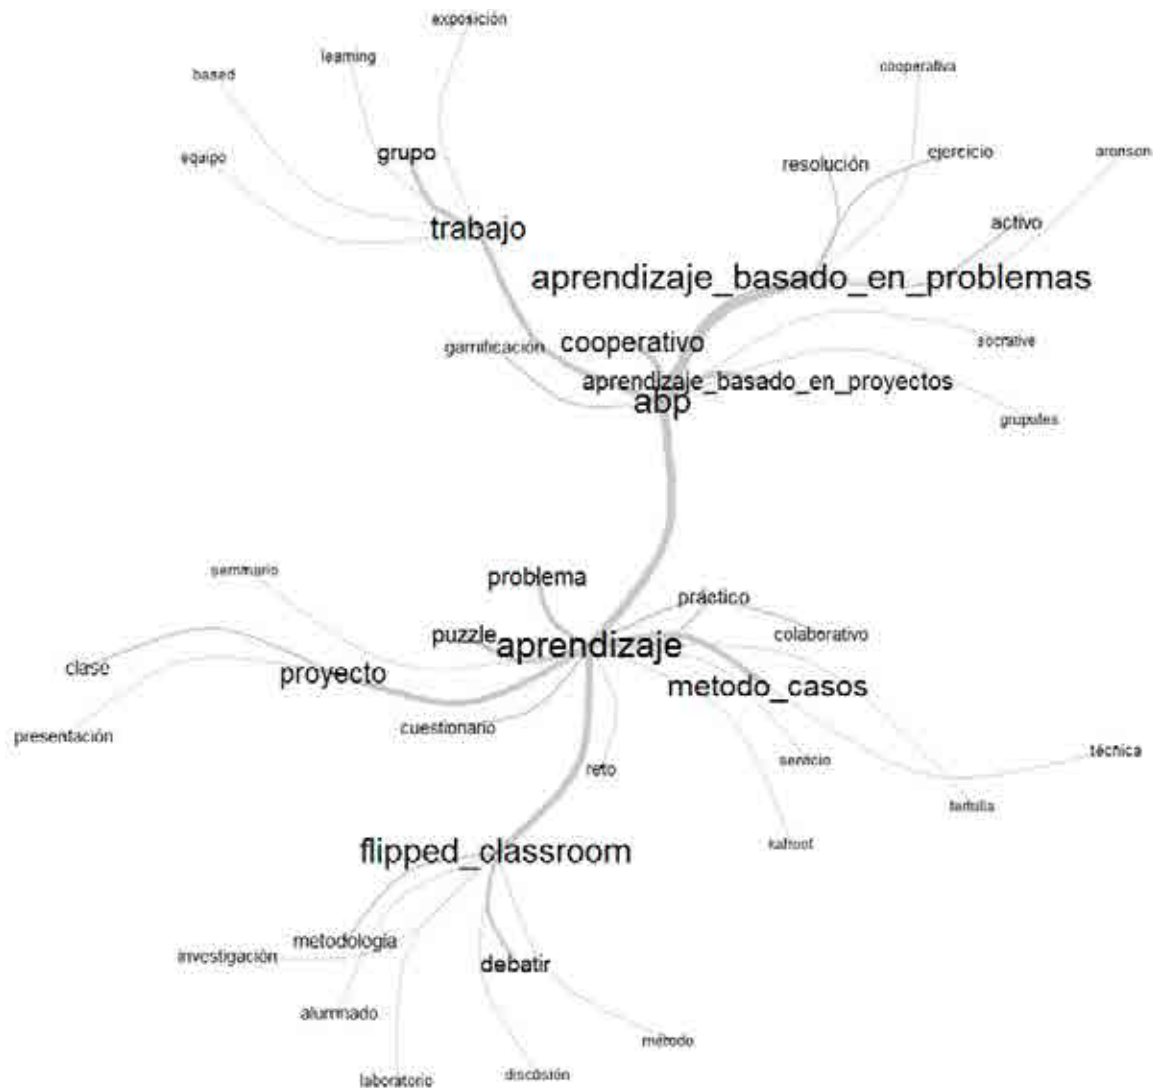 exposición
learning
based
cooperativa
grupo
ejercicio
equipo
resolución
aronson
trabajo
activo
aprendizaje_basado_en_problemas
cooperativo
gamificación
socrative
aprendizaje_basado_en_proyectos
abp
grupales
seminario
problema
práctico
puzzle
colaborativo
aprendizaje
clase
proyecto
metodo_casos
cuestionario
presentación
técnica
servicio
reto
tertulia
kahoot
flipped_classroom
metodología
investigación
debatir
alumnado
método
discusión
laboratorio